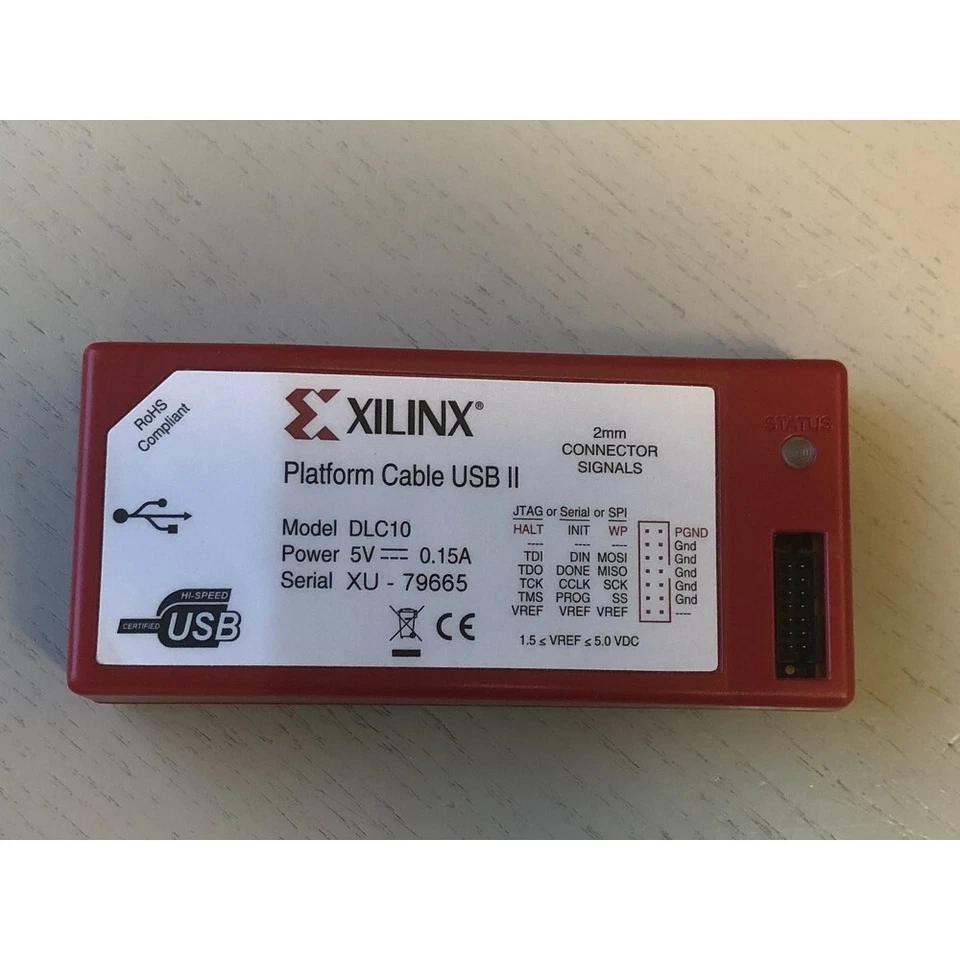 RoHS
Compliant
XILINX®
Platform Cable USB II
Model DLC10
Power 5V 0.15A
Serial XU - 79665
HI-SPEED
CERTIFIED USB
CE
2mm
CONNECTOR
SIGNALS
JTAG or Serial or SPI
HALT INIT WP PGND
---- ---- ---- Gnd
TDI DIN MOSI Gnd
TDO DONE MISO Gnd
TCK CCLK SCK Gnd
TMS PROG SS Gnd
VREF VREF VREF ----
1.5 ≤ VREF ≤ 5.0 VDC
STATUS